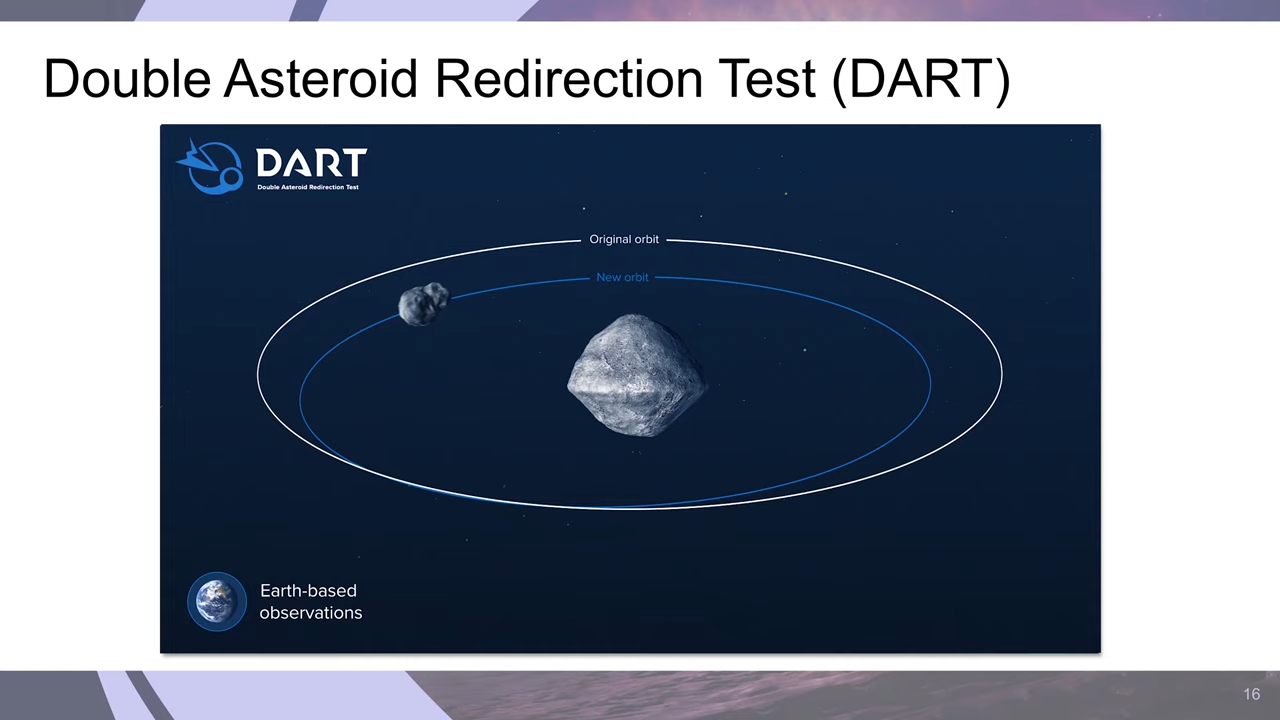 Double Asteroid Redirection Test (DART)
DART
Double Asteroid Redirection Test
Original orbit
New orbit
Earth-based
observations
16